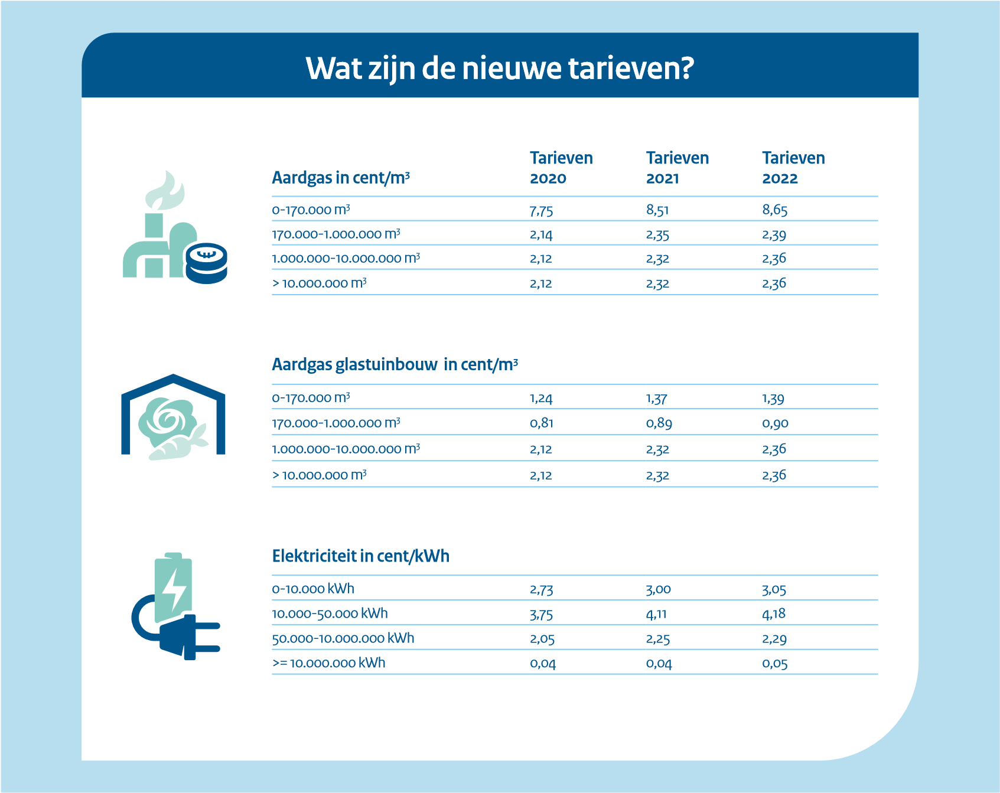 Wat zijn de nieuwe tarieven?
Tarieven Tarieven Tarieven
Aardgas in cent/m³ 2020 2021 2022
0-170.000 m³ 7,75 8,51 8,65
170.000-1.000.000 m³ 2,14 2,35 2,39
1.000.000-10.000.000 m³ 2,12 2,32 2,36
> 10.000.000 m³ 2,12 2,32 2,36
Aardgas glastuinbouw in cent/m³
0-170.000 m³ 1,24 1,37 1,39
170.000-1.000.000 m³ 0,81 0,89 0,90
1.000.000-10.000.000 m³ 2,12 2,32 2,36
> 10.000.000 m³ 2,12 2,32 2,36
Elektriciteit in cent/kWh
0-10.000 kWh 2,73 3,00 3,05
10.000-50.000 kWh 3,75 4,11 4,18
50.000-10.000.000 kWh 2,05 2,25 2,29
>= 10.000.000 kWh 0,04 0,04 0,05